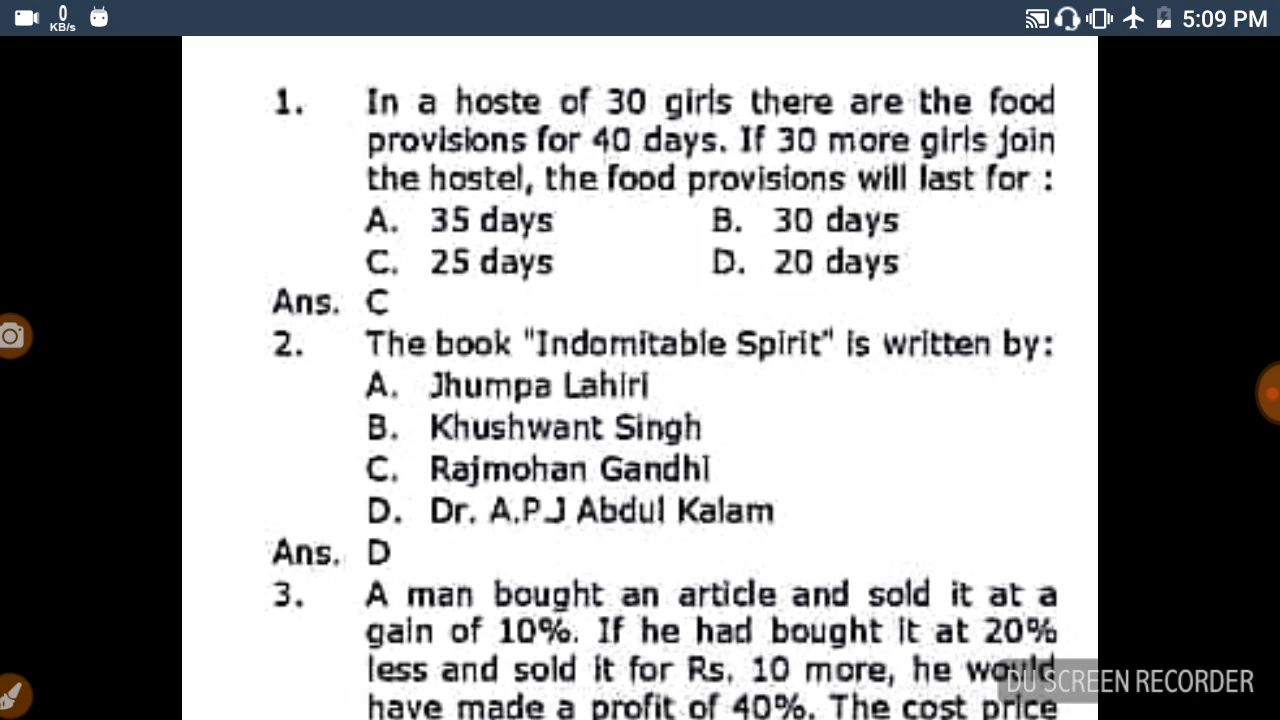 0
KB/s
5:09 PM
1. In a hoste of 30 girls there are the food
provisions for 40 days. If 30 more girls join
the hostel, the food provisions will last for :
A. 35 days B. 30 days
C. 25 days D. 20 days
Ans. C
2. The book "Indomitable Spirit" is written by:
A. Jhumpa Lahiri
B. Khushwant Singh
C. Rajmohan Gandhi
D. Dr. A.P.J Abdul Kalam
Ans. D
3. A man bought an article and sold it at a
gain of 10%. If he had bought it at 20%
less and sold it for Rs. 10 more, he would
have made a profit of 40%. The cost price
DU SCREEN RECORDER